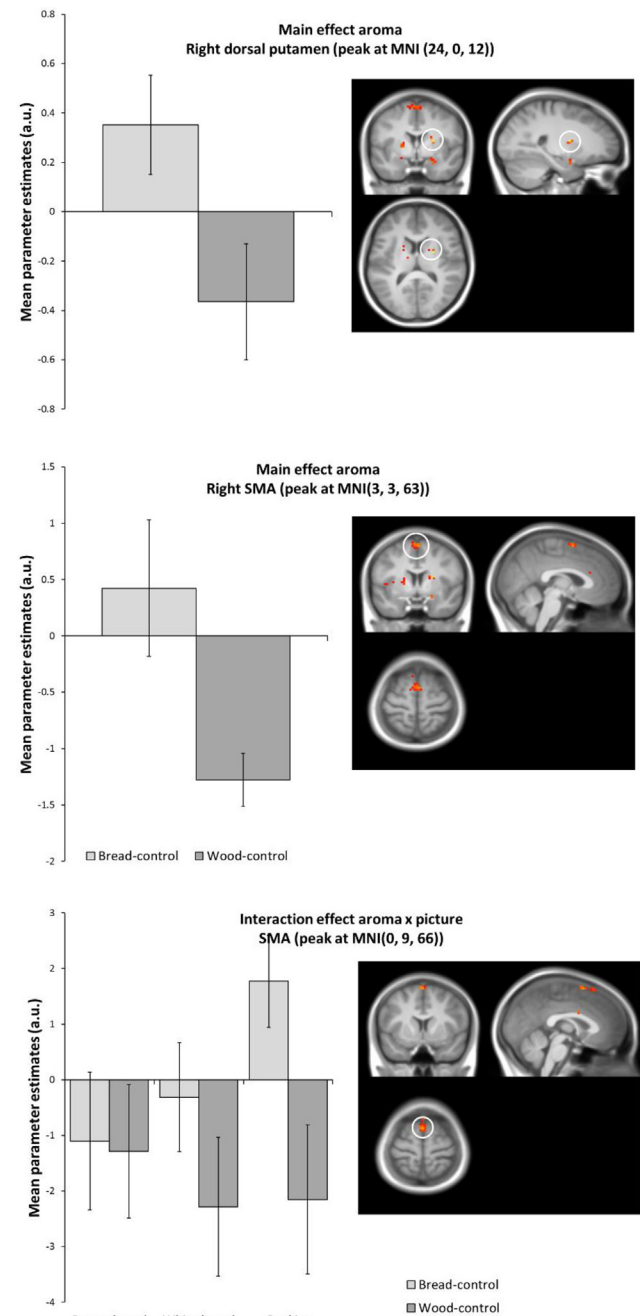 Main effect aroma
Right dorsal putamen (peak at MNI (24, 0, 12))
Mean parameter estimates (a.u.)
0.8
0.6
0.4
0.2
0
-0.2
-0.4
-0.6
-0.8
Main effect aroma
Right SMA (peak at MNI(3, 3, 63))
Mean parameter estimates (a.u.)
1.5
1
0.5
0
-0.5
-1
-1.5
-2
Bread-control Wood-control
Interaction effect aroma x picture
SMA (peak at MNI(0, 9, 66))
Mean parameter estimates (a.u.)
3
2
1
0
-1
-2
-3
-4
Bread-control
Wood-control